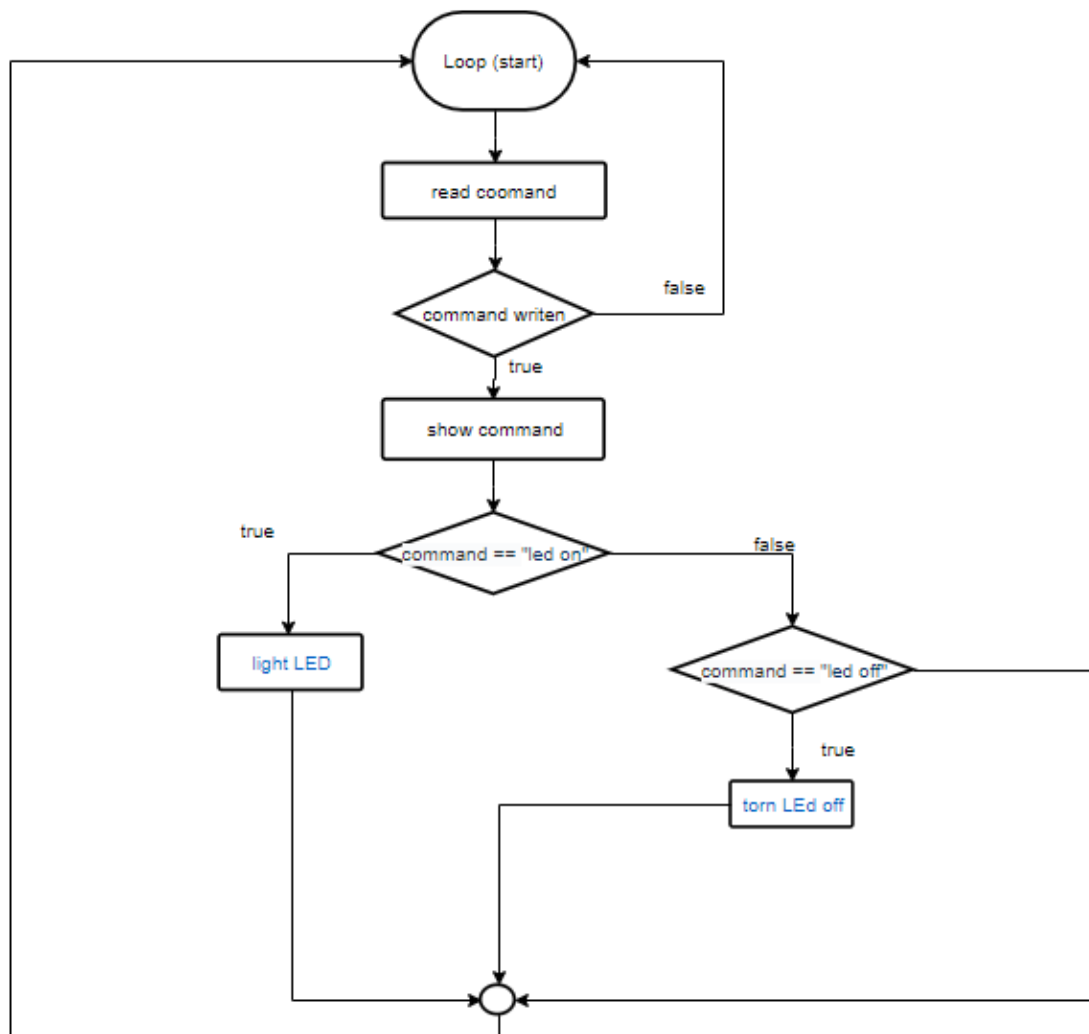 Loop (start)
read coomand
false
command writen
true
show command
true
command == "led on"
false
light LED
command == "led off"
true
torn LEd off